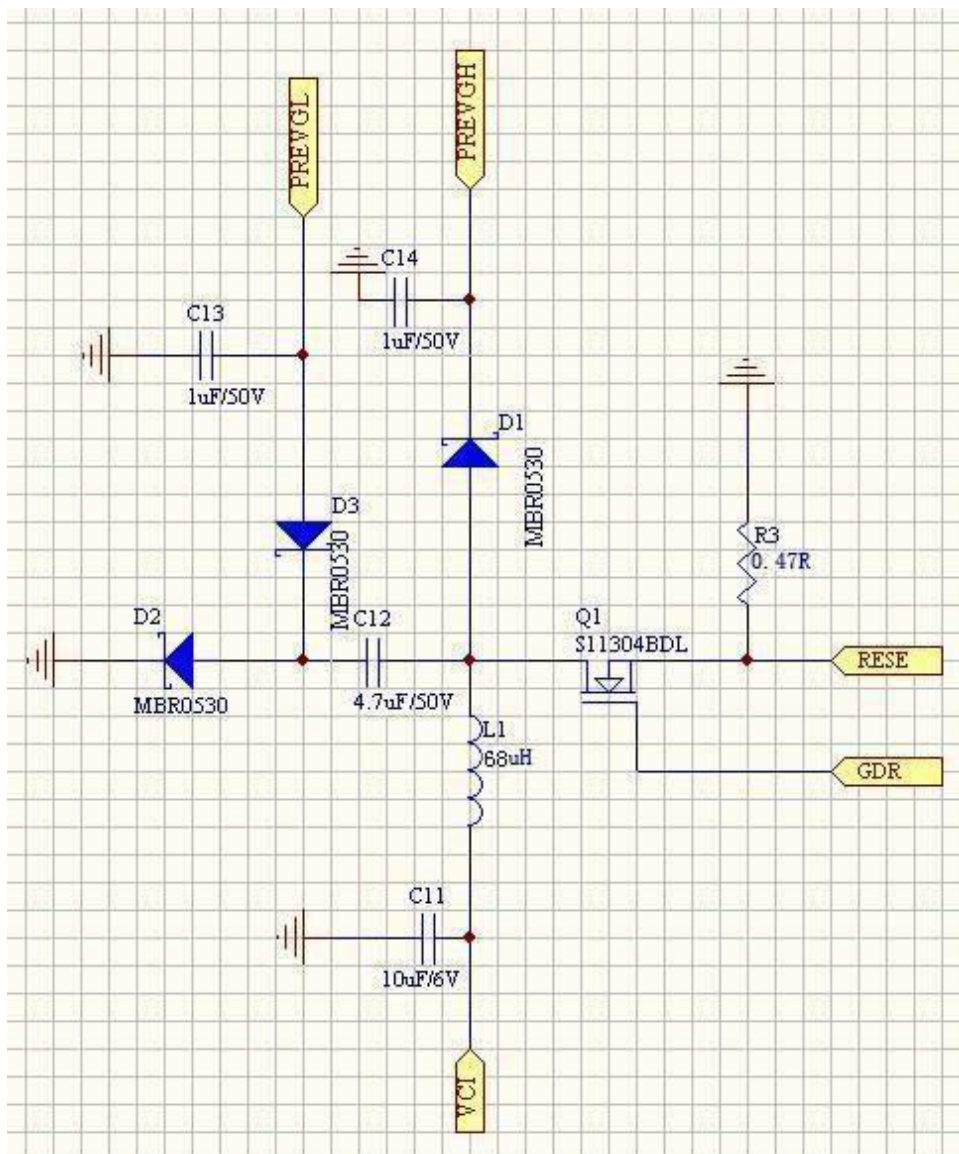 PREVGL
PREVGH
C14
1uF/50V
C13
1uF/50V
D1
MBR0530
D3
MBR0530
R3
0.47R
D2
MBR0530
C12
4.7uF/50V
Q1
S11304BDL
RESE
GDR
L1
68uH
C11
10uF/6V
VCI